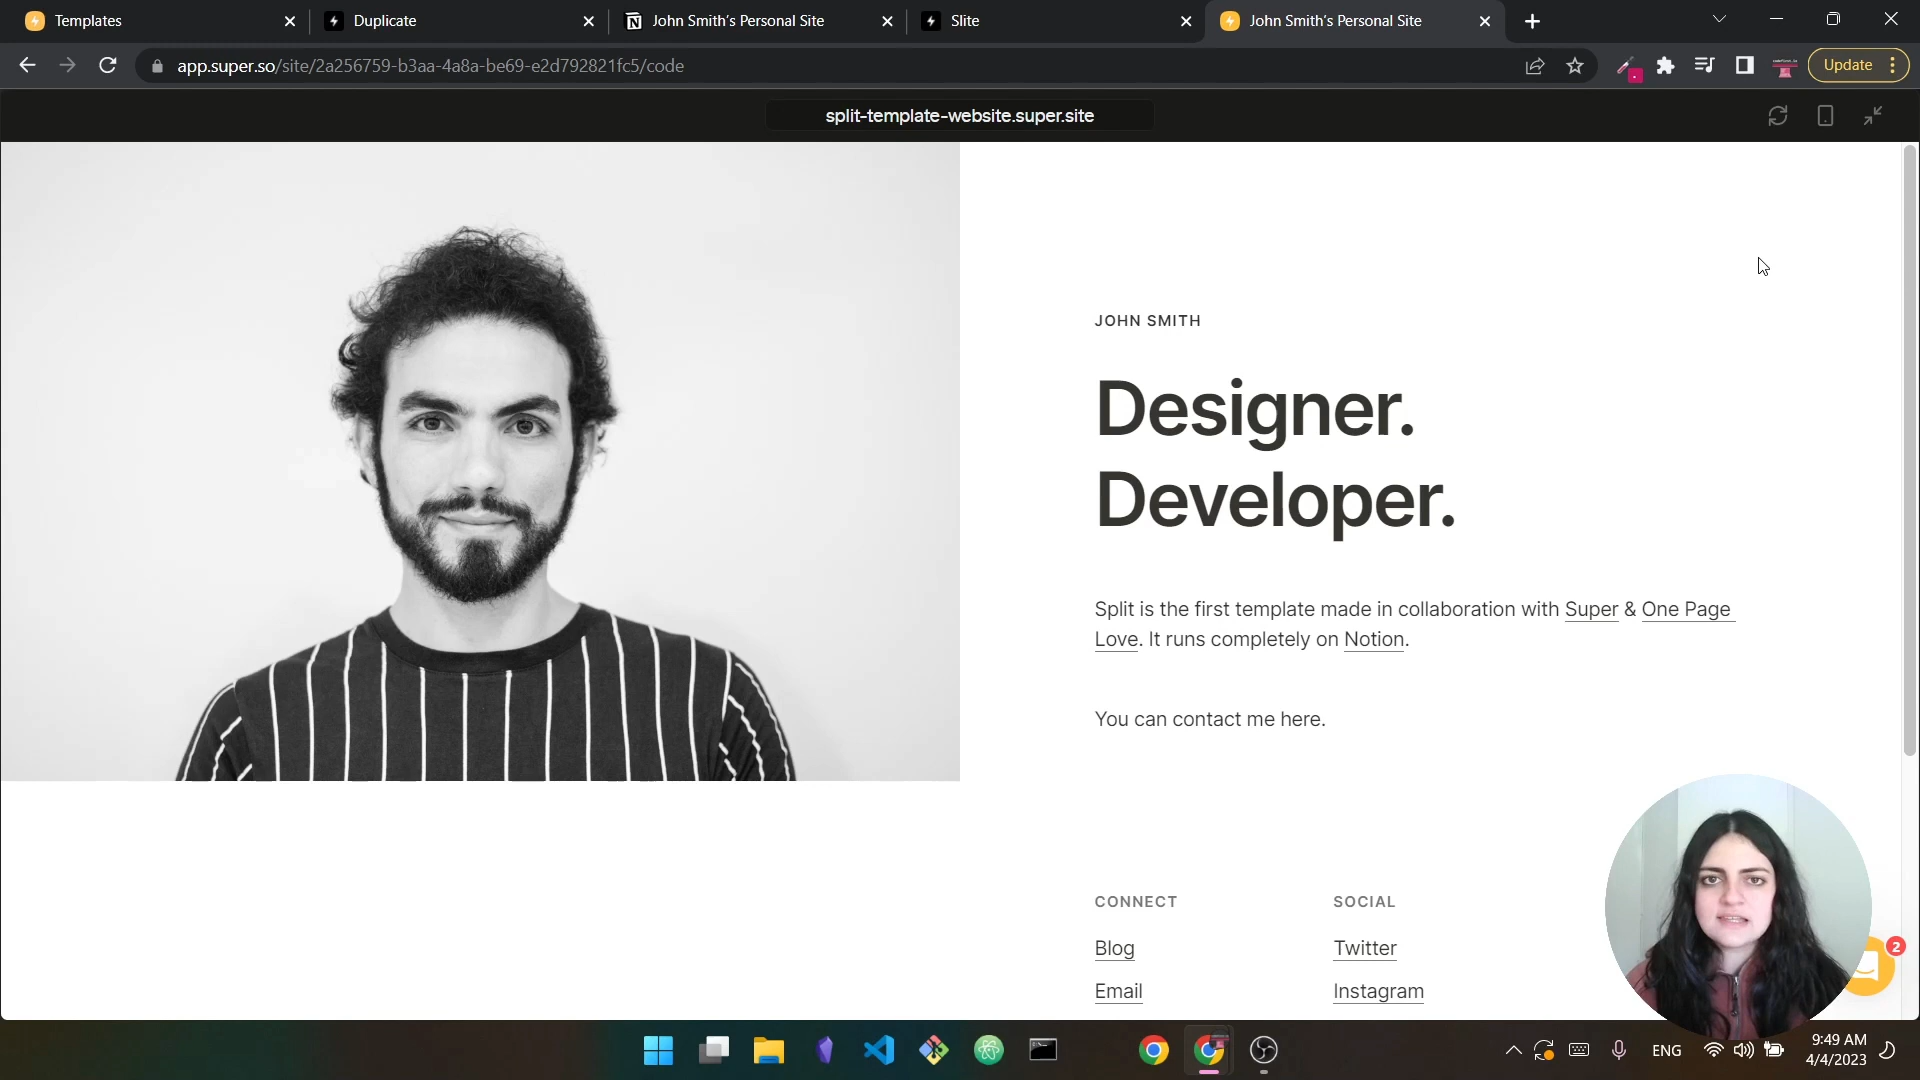 Templates
Duplicate
John Smith's Personal Site
Slite
John Smith's Personal Site
app.super.so/site/2a256759-b3aa-4a8a-be69-e2d792821fc5/code
Update
split-template-website.super.site
JOHN SMITH
Designer.
Developer.
Split is the first template made in collaboration with Super & One Page
Love. It runs completely on Notion.
You can contact me here.
CONNECT
SOCIAL
Blog
Twitter
Email
Instagram
2
ENG
9:49 AM
4/4/2023